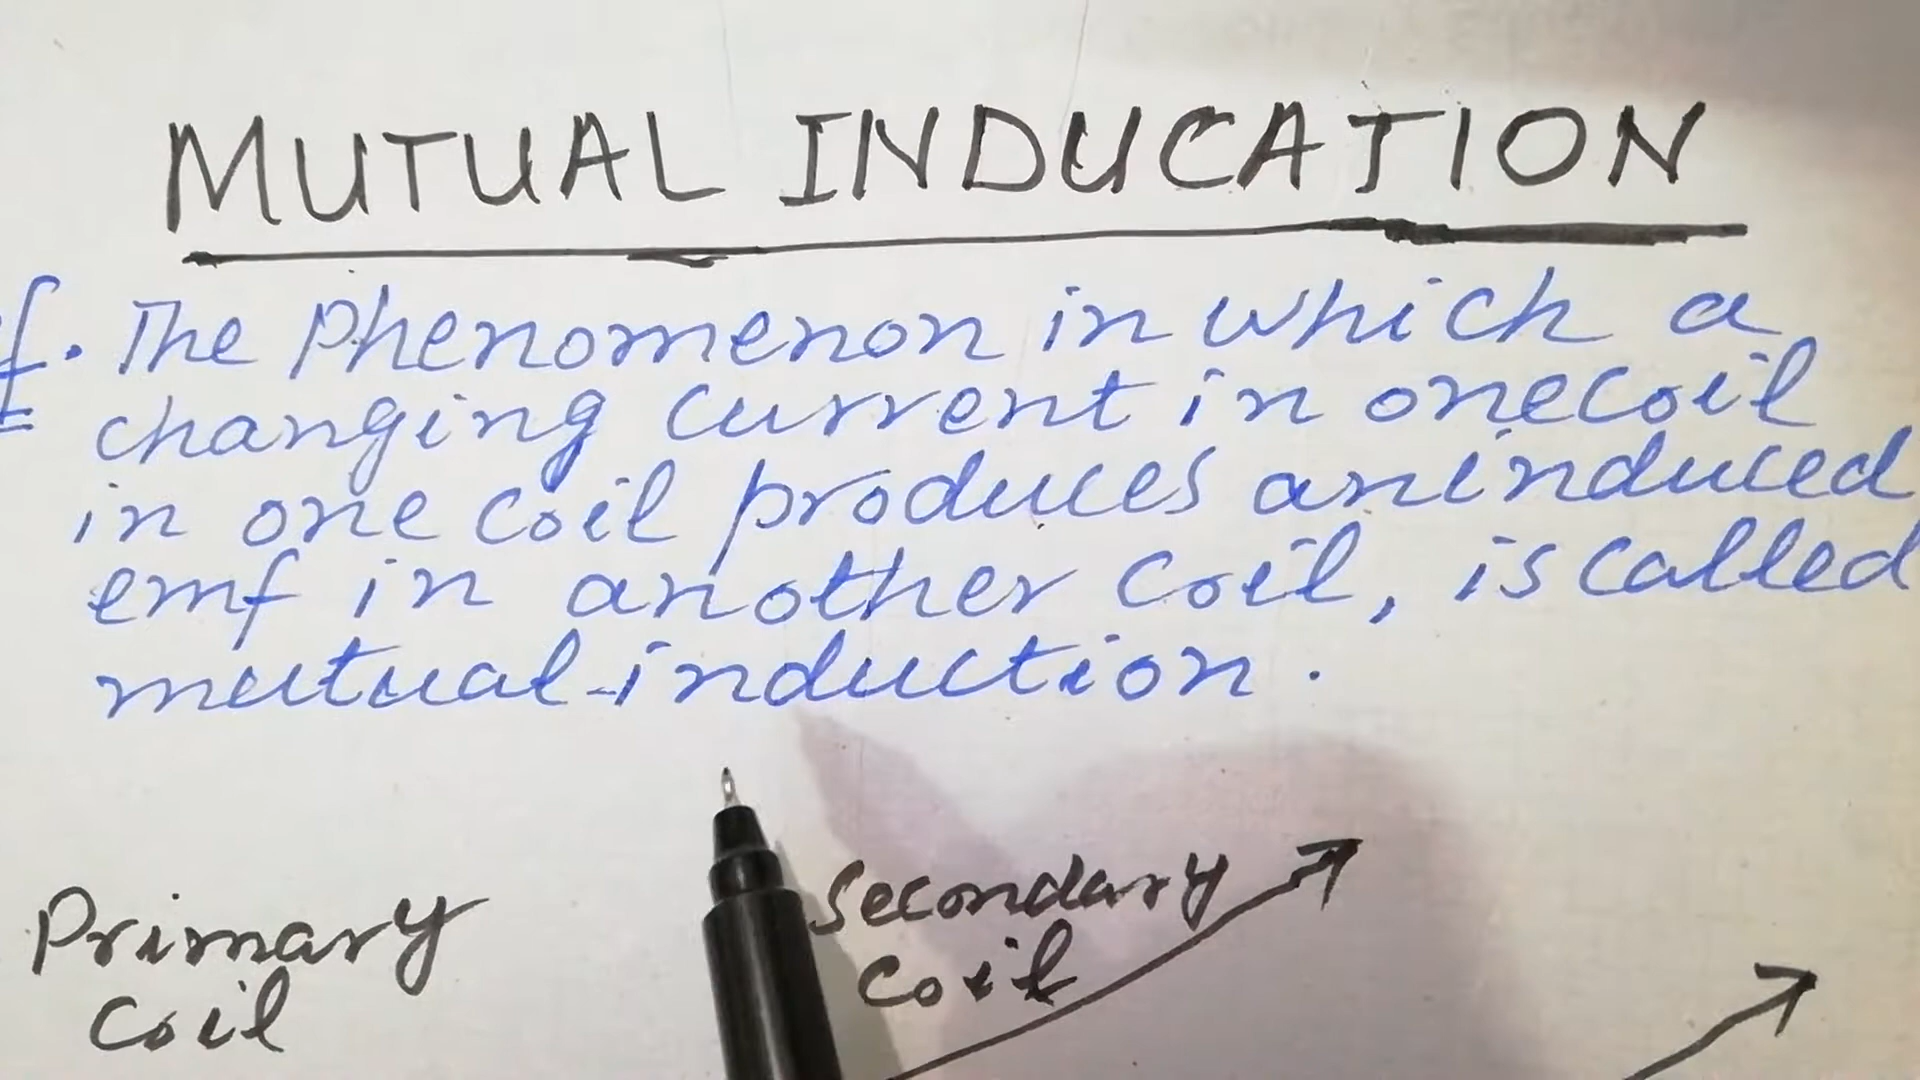 MUTUAL INDUCATION
f. The Phenomenon in which a
changing current in onecoil
in one coil produces aninduced
emf in another coil, is called
mutual induction.
Primary
coil
Secondary
coil